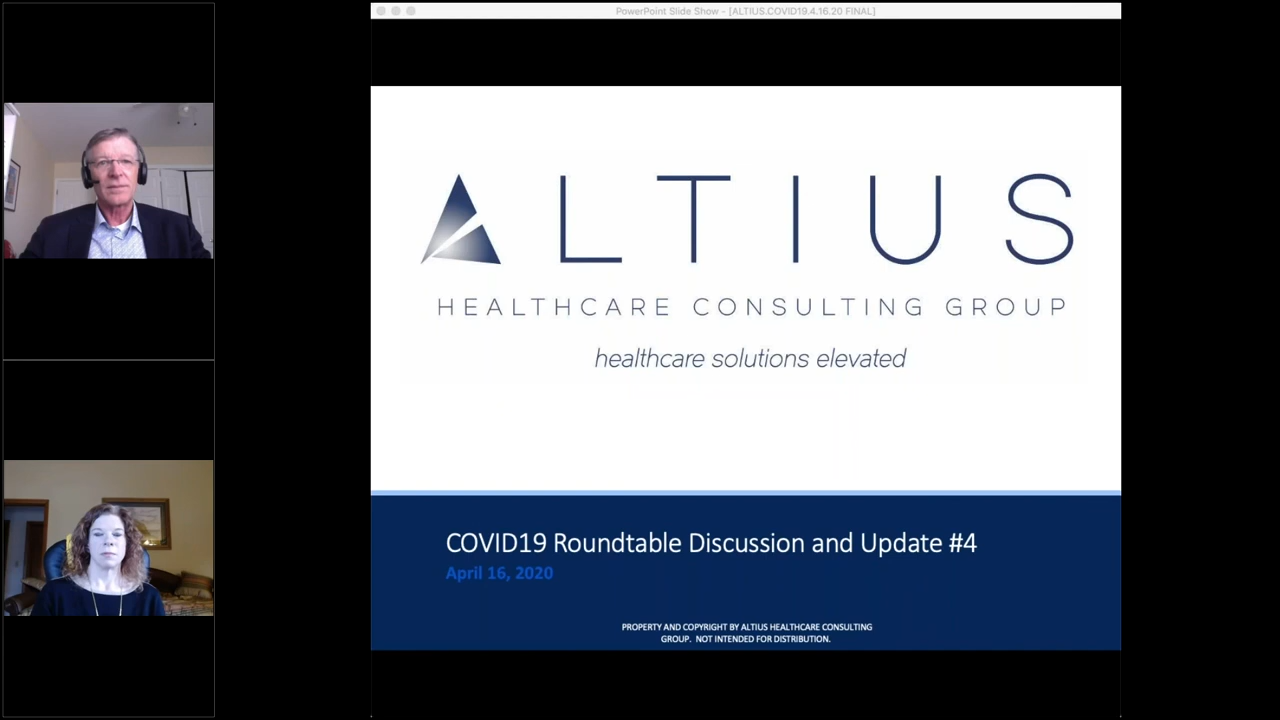 PowerPoint Slide Show - [ALTIUS.COVID19.4.16.20 FINAL]
ALTIUS
HEALTHCARE CONSULTING GROUP
healthcare solutions elevated
COVID19 Roundtable Discussion and Update #4
April 16, 2020
PROPERTY AND COPYRIGHT BY ALTIUS HEALTHCARE CONSULTING
GROUP. NOT INTENDED FOR DISTRIBUTION.